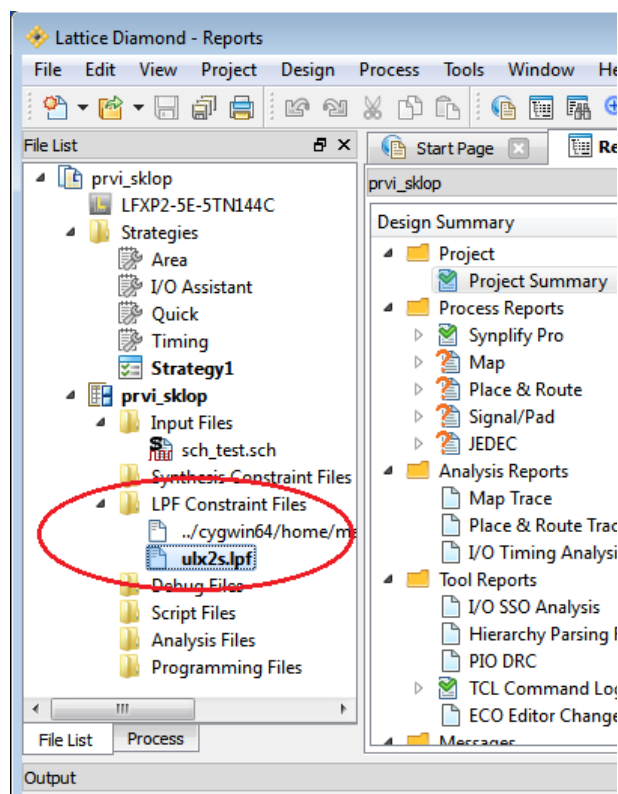 Lattice Diamond - Reports
File Edit View Project Design Process Tools Window He
File List
Start Page Re
prvi_sklop
prvi_sklop
LFXP2-5E-5TN144C
Strategies
Area
I/O Assistant
Quick
Timing
Strategy1
prvi_sklop
Input Files
sch_test.sch
Synthesis Constraint Files
LPF Constraint Files
../cygwin64/home/me
ulx2s.lpf
Debug Files
Script Files
Analysis Files
Programming Files
File List Process
Design Summary
Project
Project Summary
Process Reports
Synplify Pro
Map
Place & Route
Signal/Pad
JEDEC
Analysis Reports
Map Trace
Place & Route Trac
I/O Timing Analysi
Tool Reports
I/O SSO Analysis
Hierarchy Parsing
PIO DRC
TCL Command Log
ECO Editor Change
Messages
Output